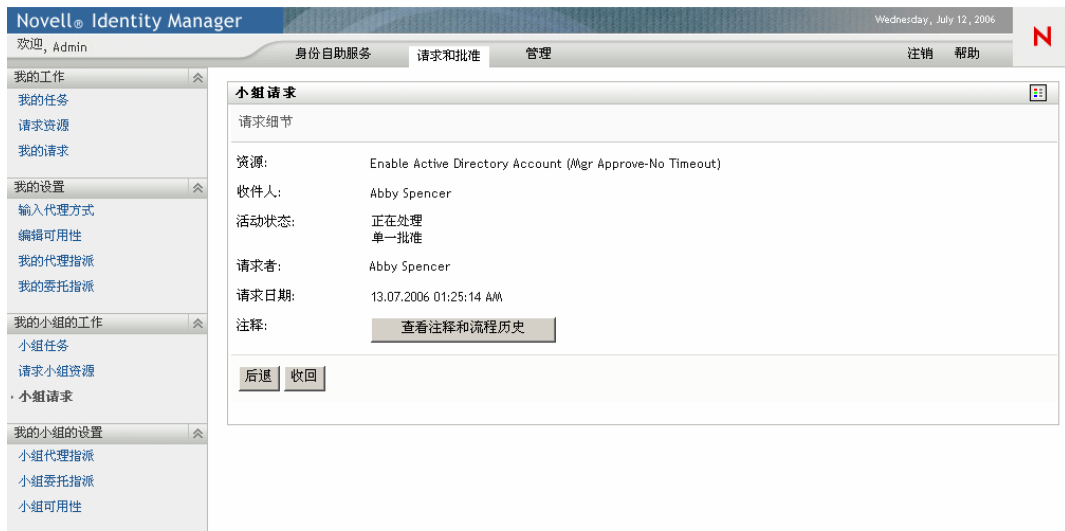 Novell® Identity Manager
Wednesday, July 12, 2006
N
欢迎, Admin
身份自助服务 请求和批准 管理 注销 帮助
我的工作
我的任务
请求资源
我的请求
我的设置
输入代理方式
编辑可用性
我的代理指派
我的委托指派
我的小组的工作
小组任务
请求小组资源
· 小组请求
我的小组的设置
小组代理指派
小组委托指派
小组可用性
小组请求
请求细节
资源: Enable Active Directory Account (Mgr Approve-No Timeout)
收件人: Abby Spencer
活动状态: 正在处理
单一批准
请求者: Abby Spencer
请求日期: 13.07.2006 01:25:14 AM
注释: 查看注释和流程历史
后退 收回